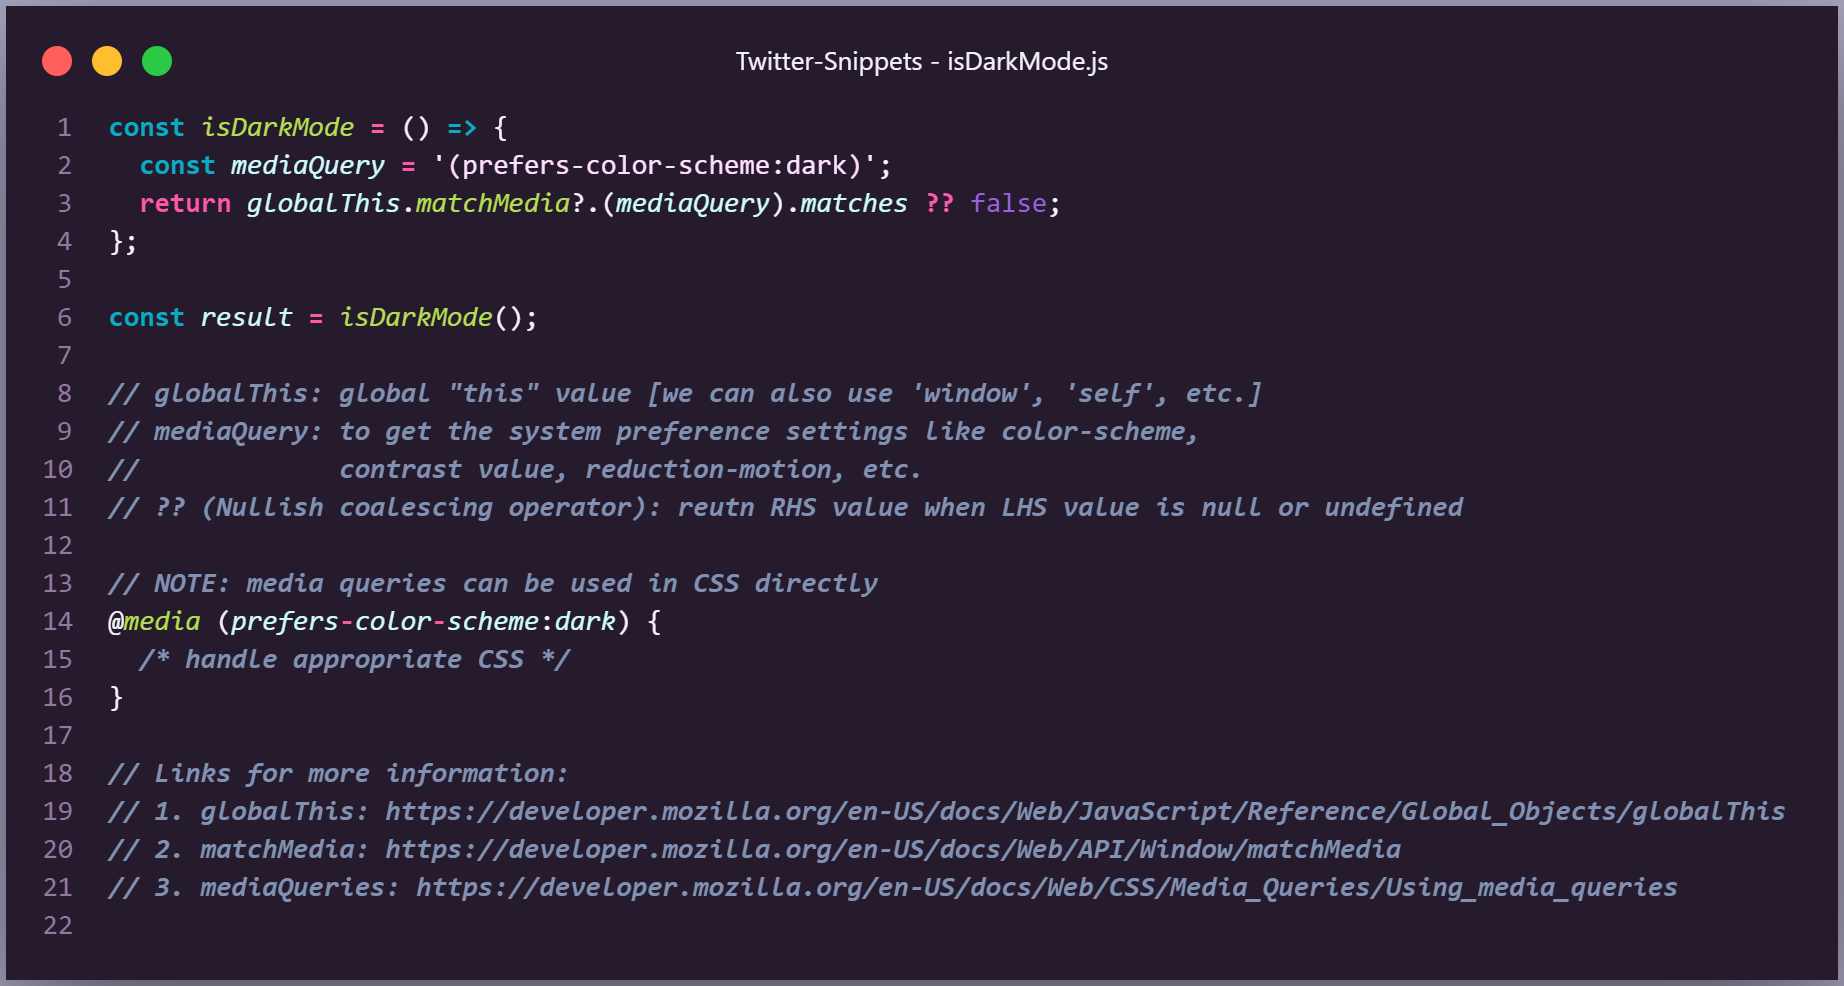 Twitter-Snippets - isDarkMode.js
1 const isDarkMode = () => {
2   const mediaQuery = '(prefers-color-scheme:dark)';
3   return globalThis.matchMedia?.(mediaQuery).matches ?? false;
4 };
5
6 const result = isDarkMode();
7
8 // globalThis: global "this" value [we can also use 'window', 'self', etc.]
9 // mediaQuery: to get the system preference settings like color-scheme,
10 //             contrast value, reduction-motion, etc.
11 // ?? (Nullish coalescing operator): reutn RHS value when LHS value is null or undefined
12
13 // NOTE: media queries can be used in CSS directly
14 @media (prefers-color-scheme:dark) {
15   /* handle appropriate CSS */
16 }
17
18 // Links for more information:
19 // 1. globalThis: https://developer.mozilla.org/en-US/docs/Web/JavaScript/Reference/Global_Objects/globalThis
20 // 2. matchMedia: https://developer.mozilla.org/en-US/docs/Web/API/Window/matchMedia
21 // 3. mediaQueries: https://developer.mozilla.org/en-US/docs/Web/CSS/Media_Queries/Using_media_queries
22